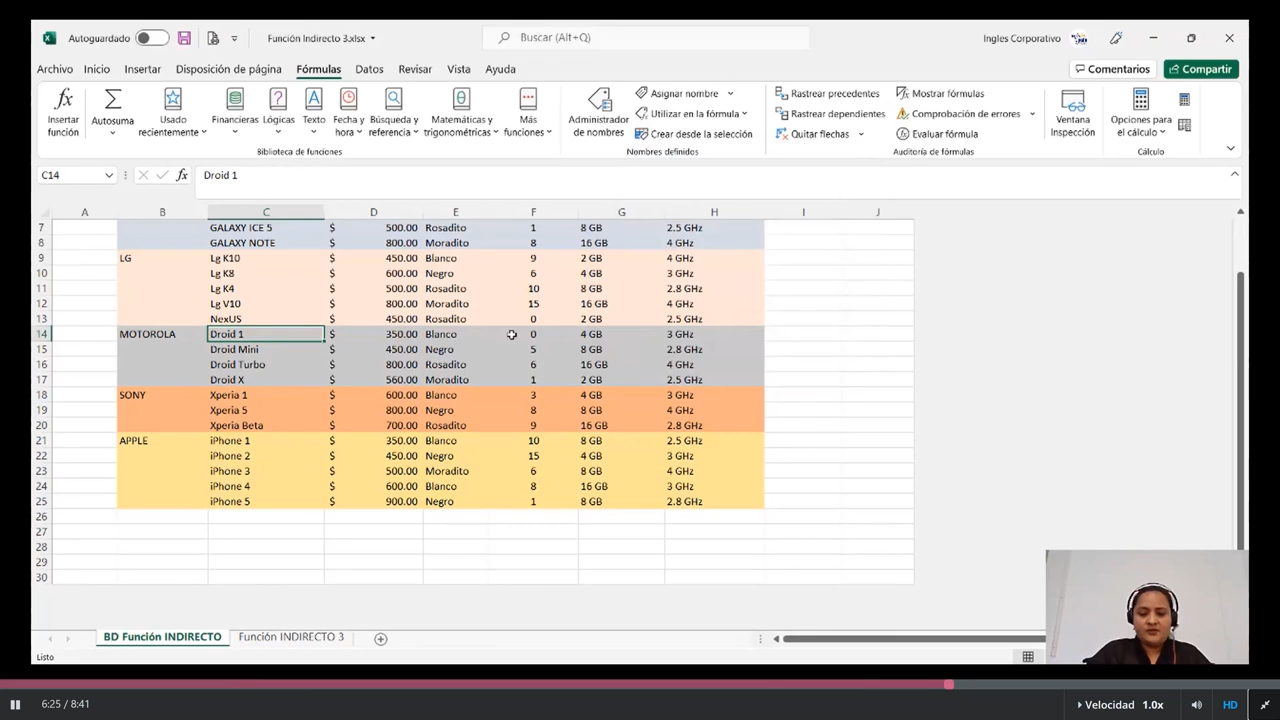 Autoguardado Función Indirecto 3.xlsx Buscar (Alt+Q) Ingles Corporativo
Archivo Inicio Insertar Disposición de página Fórmulas Datos Revisar Vista Ayuda Comentarios Compartir
Insertar función
Autosuma
Usado recientemente
Financieras
Lógicas
Texto
Fecha y hora
Búsqueda y referencia
Matemáticas y trigonométricas
Más funciones
Biblioteca de funciones
Administrador de nombres
Asignar nombre
Utilizar en la fórmula
Crear desde la selección
Nombres definidos
Rastrear precedentes
Rastrear dependientes
Quitar flechas
Mostrar fórmulas
Comprobación de errores
Evaluar fórmula
Auditoría de fórmulas
Ventana Inspección
Opciones para el cálculo
Cálculo
C14 fx Droid 1
A B C D E F G H I J
7 GALAXY ICE 5 $ 500.00 Rosadito 1 8 GB 2.5 GHz
8 GALAXY NOTE $ 800.00 Moradito 8 16 GB 4 GHz
9 LG Lg K10 $ 450.00 Blanco 9 2 GB 4 GHz
10 Lg K8 $ 600.00 Negro 6 4 GB 3 GHz
11 Lg K4 $ 500.00 Rosadito 10 8 GB 2.8 GHz
12 Lg V10 $ 800.00 Moradito 15 16 GB 4 GHz
13 NexUS $ 450.00 Rosadito 0 2 GB 2.5 GHz
14 MOTOROLA Droid 1 $ 350.00 Blanco 0 4 GB 3 GHz
15 Droid Mini $ 450.00 Negro 5 8 GB 2.8 GHz
16 Droid Turbo $ 800.00 Rosadito 6 16 GB 4 GHz
17 Droid X $ 560.00 Moradito 1 2 GB 2.5 GHz
18 SONY Xperia 1 $ 600.00 Blanco 3 4 GB 3 GHz
19 Xperia 5 $ 800.00 Negro 8 8 GB 4 GHz
20 Xperia Beta $ 700.00 Rosadito 9 16 GB 2.8 GHz
21 APPLE iPhone 1 $ 350.00 Blanco 10 8 GB 2.5 GHz
22 iPhone 2 $ 450.00 Negro 15 4 GB 3 GHz
23 iPhone 3 $ 500.00 Moradito 6 8 GB 4 GHz
24 iPhone 4 $ 600.00 Blanco 8 16 GB 3 GHz
25 iPhone 5 $ 900.00 Negro 1 8 GB 2.8 GHz
26
27
28
29
30
BD Función INDIRECTO Función INDIRECTO 3
Listo
6:25 / 8:41 Velocidad 1.0x HD